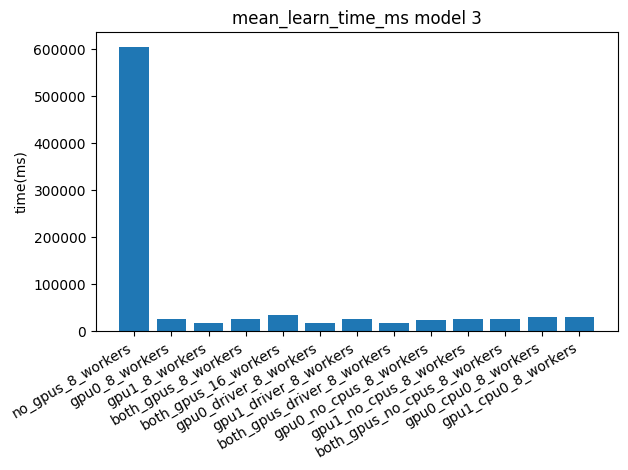 mean_learn_time_ms model 3
600000
500000
400000
300000
200000
100000
0
time(ms)
no_gpus_8_workers
gpu0_8_workers
gpu1_8_workers
both_gpus_8_workers
both_gpus_16_workers
gpu0_driver_8_workers
gpu1_driver_8_workers
both_gpus_driver_8_workers
gpu0_no_cpus_8_workers
gpu1_no_cpus_8_workers
both_gpus_no_cpus_8_workers
gpu0_cpu0_8_workers
gpu1_cpu0_8_workers